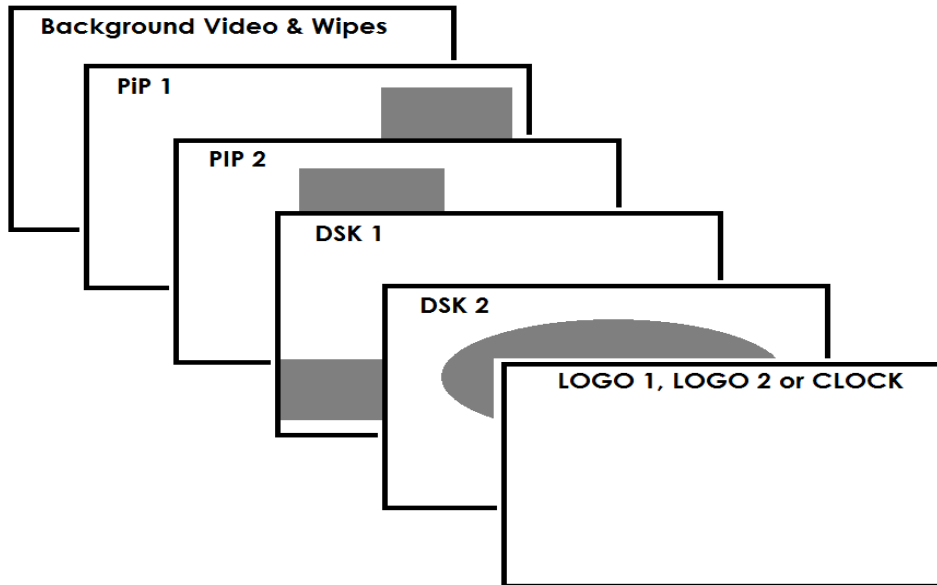 Background Video & Wipes
PiP 1
PIP 2
DSK 1
DSK 2
LOGO 1, LOGO 2 or CLOCK